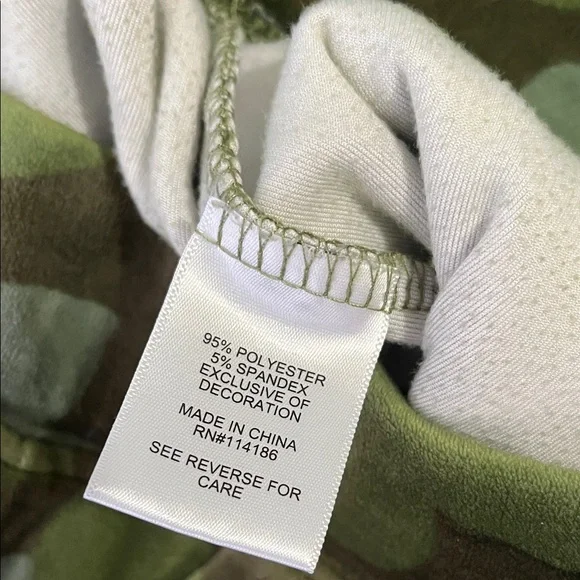 95% POLYESTER
5% SPANDEX
EXCLUSIVE OF
DECORATION
MADE IN CHINA
RN#114186
SEE REVERSE FOR
CARE